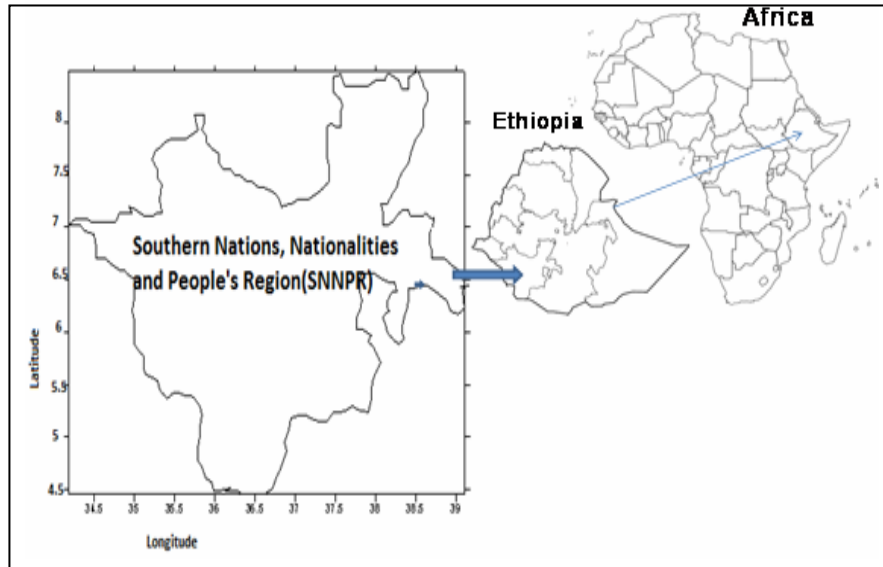 Africa
Ethiopia
8
7.5
7
6.5
6
5.5
5
4.5
Latitude
Southern Nations, Nationalities
and People's Region(SNNPR)
34.5 35 35.5 36 36.5 37 37.5 38 38.5 39
Longitude